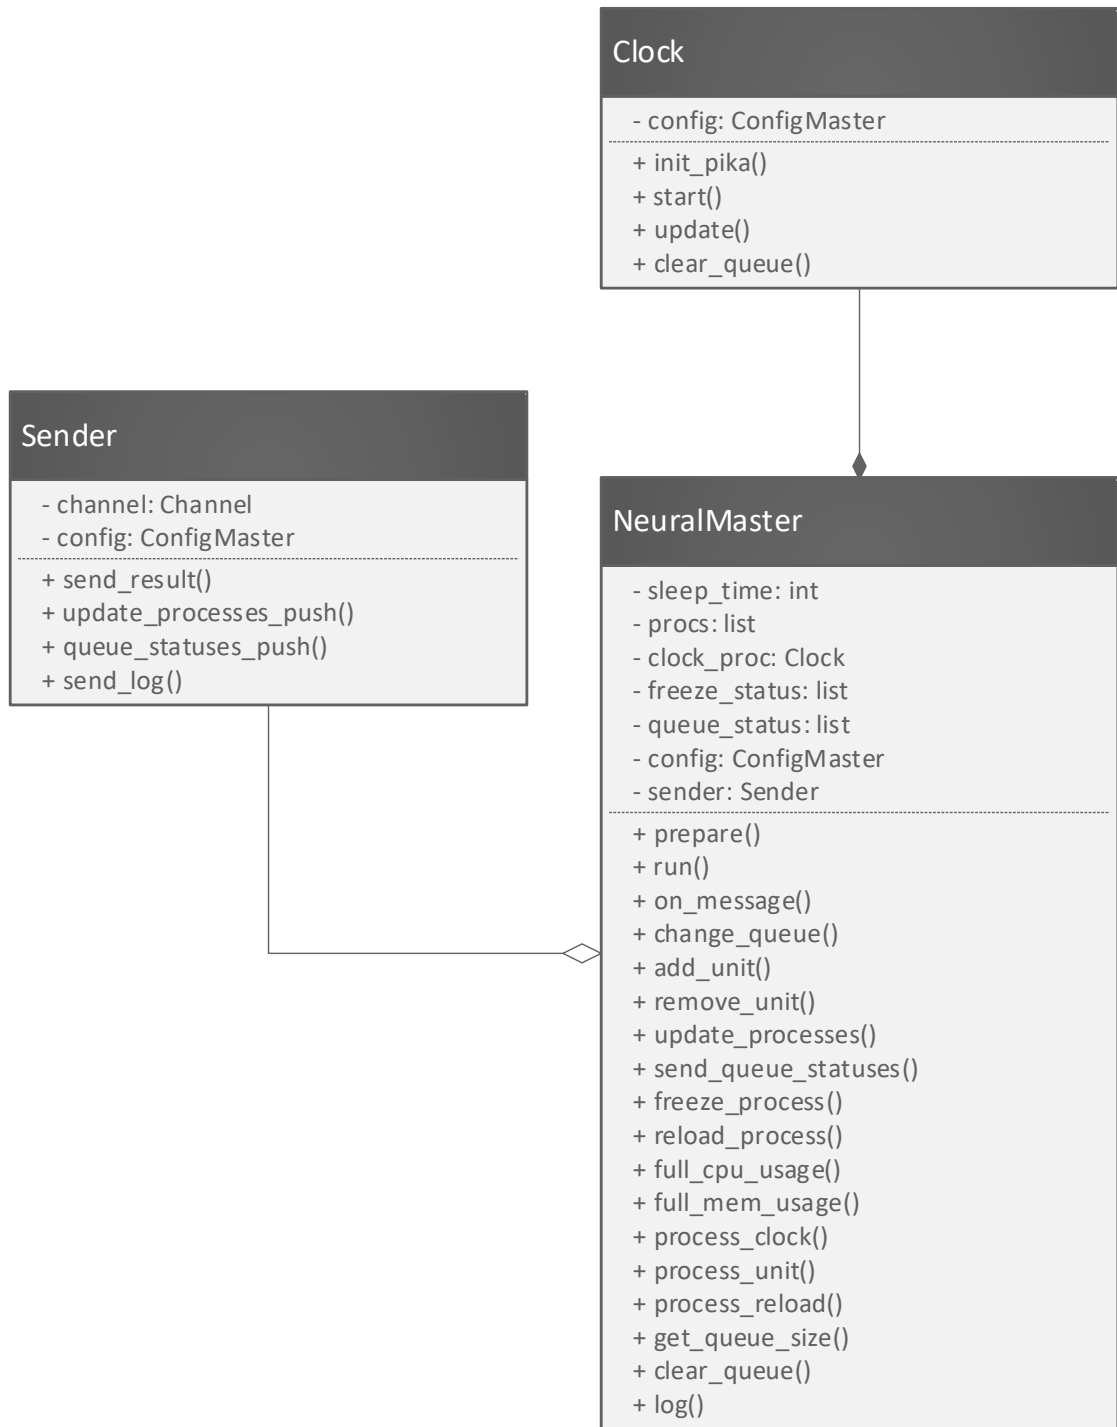 Clock
- config: ConfigMaster
+ init_pika()
+ start()
+ update()
+ clear_queue()
Sender
- channel: Channel
- config: ConfigMaster
+ send_result()
+ update_processes_push()
+ queue_statuses_push()
+ send_log()
NeuralMaster
- sleep_time: int
- procs: list
- clock_proc: Clock
- freeze_status: list
- queue_status: list
- config: ConfigMaster
- sender: Sender
+ prepare()
+ run()
+ on_message()
+ change_queue()
+ add_unit()
+ remove_unit()
+ update_processes()
+ send_queue_statuses()
+ freeze_process()
+ reload_process()
+ full_cpu_usage()
+ full_mem_usage()
+ process_clock()
+ process_unit()
+ process_reload()
+ get_queue_size()
+ clear_queue()
+ log()